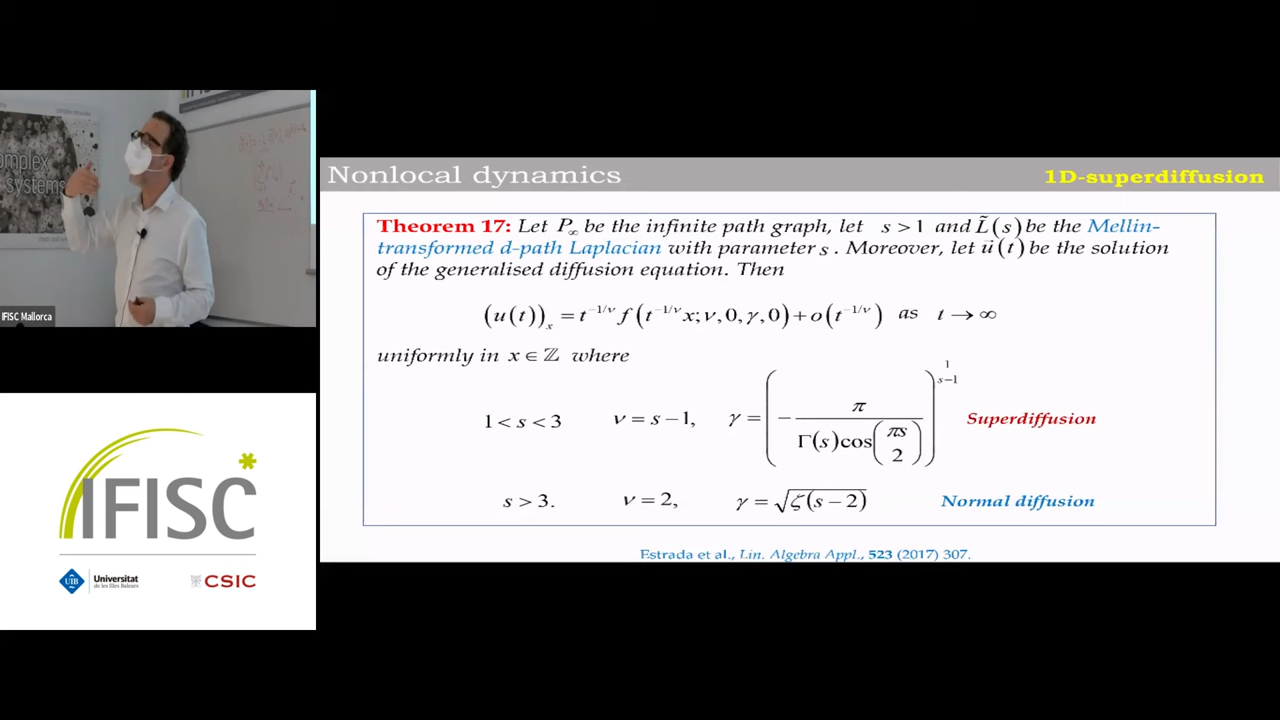 omplex
systems
IFISC Mallorca
IFISC
UIB
Universitat
de les Illes Balears
CSIC
Nonlocal dynamics
1D-superdiffusion
Theorem 17: Let P∞ be the infinite path graph, let s > 1 and L̃(s) be the Mellin-
transformed d-path Laplacian with parameter s. Moreover, let u⃗(t) be the solution
of the generalised diffusion equation. Then
(u(t))ₓ = t^{-1/ν} f(t^{-1/ν} x; ν, 0, γ, 0) + o(t^{-1/ν}) as t → ∞
uniformly in x ∈ ℤ where
1 < s < 3 ν = s − 1, γ = (− π / (Γ(s)cos(πs/2)))^{1/(s−1)} Superdiffusion
s > 3. ν = 2, γ = √ζ(s − 2) Normal diffusion
Estrada et al., Lin. Algebra Appl., 523 (2017) 307.